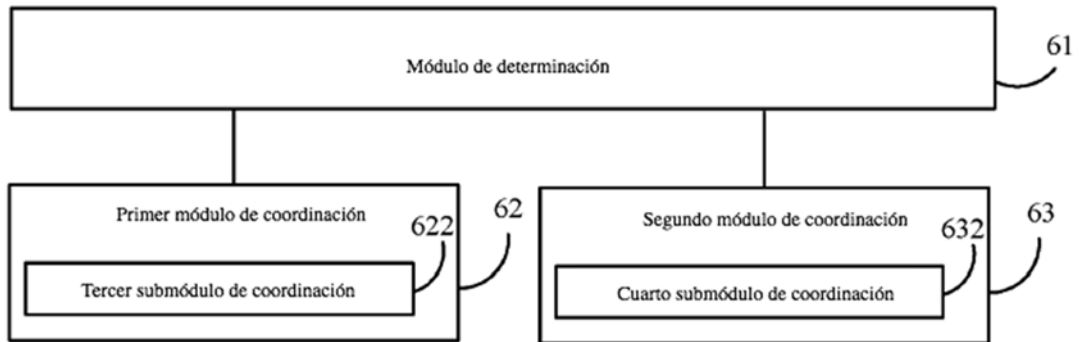 Módulo de determinación
61
Primer módulo de coordinación
62
622
Tercer submódulo de coordinación
Segundo módulo de coordinación
63
632
Cuarto submódulo de coordinación